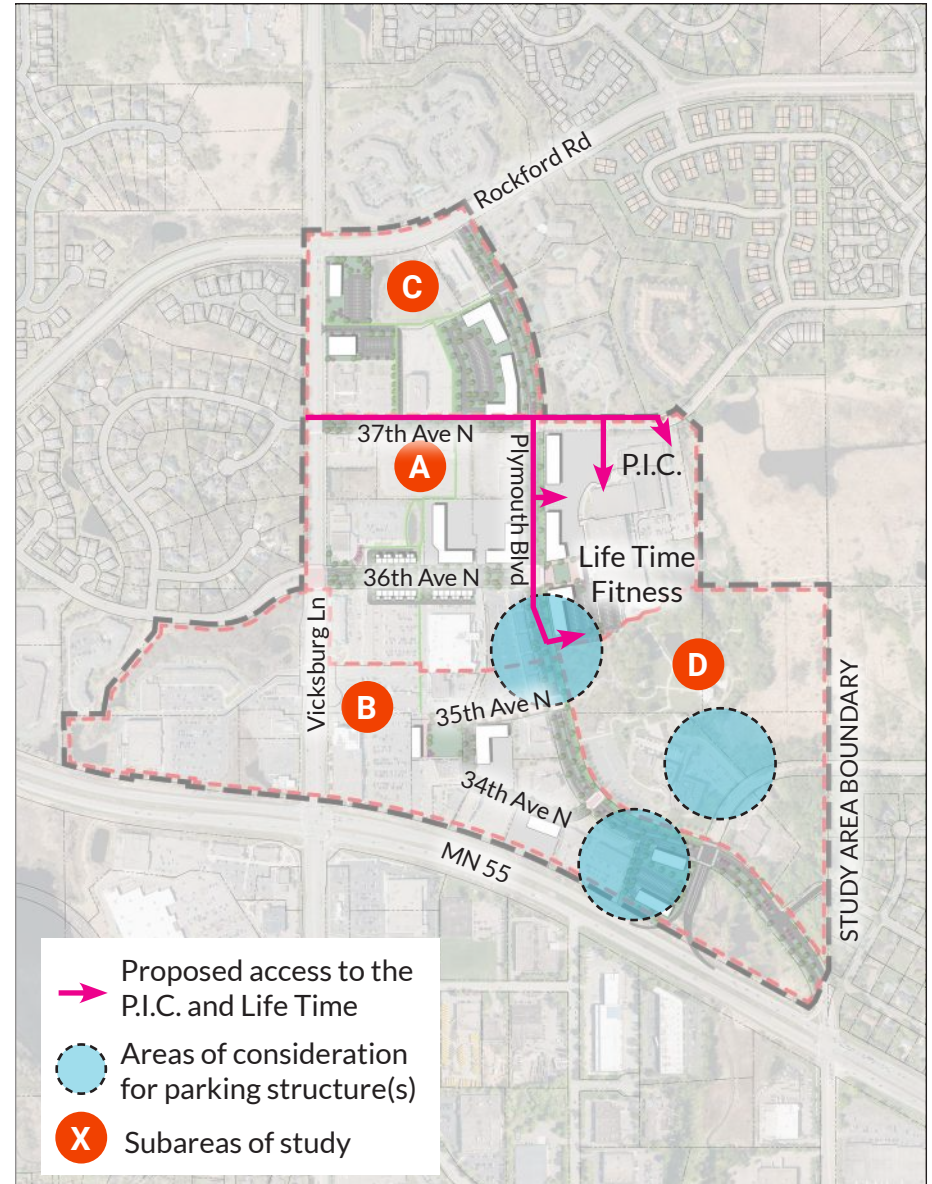 Rockford Rd
C
37th Ave N
A
Plymouth Blvd
P.I.C.
Life Time
Fitness
36th Ave N
Vicksburg Ln
D
B
35th Ave N
34th Ave N
MN 55
STUDY AREA BOUNDARY
Proposed access to the
P.I.C. and Life Time
Areas of consideration
for parking structure(s)
X
Subareas of study